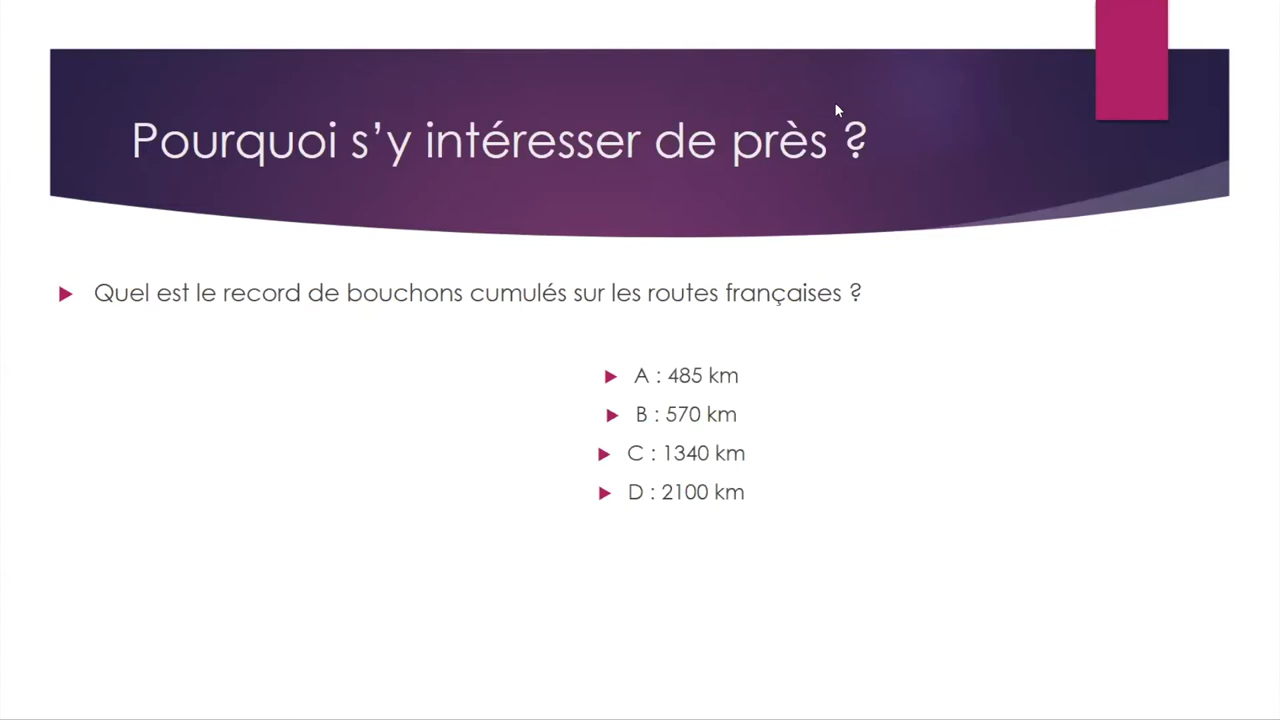 Pourquoi s’y intéresser de près ?
Quel est le record de bouchons cumulés sur les routes françaises ?
A : 485 km
B : 570 km
C : 1340 km
D : 2100 km